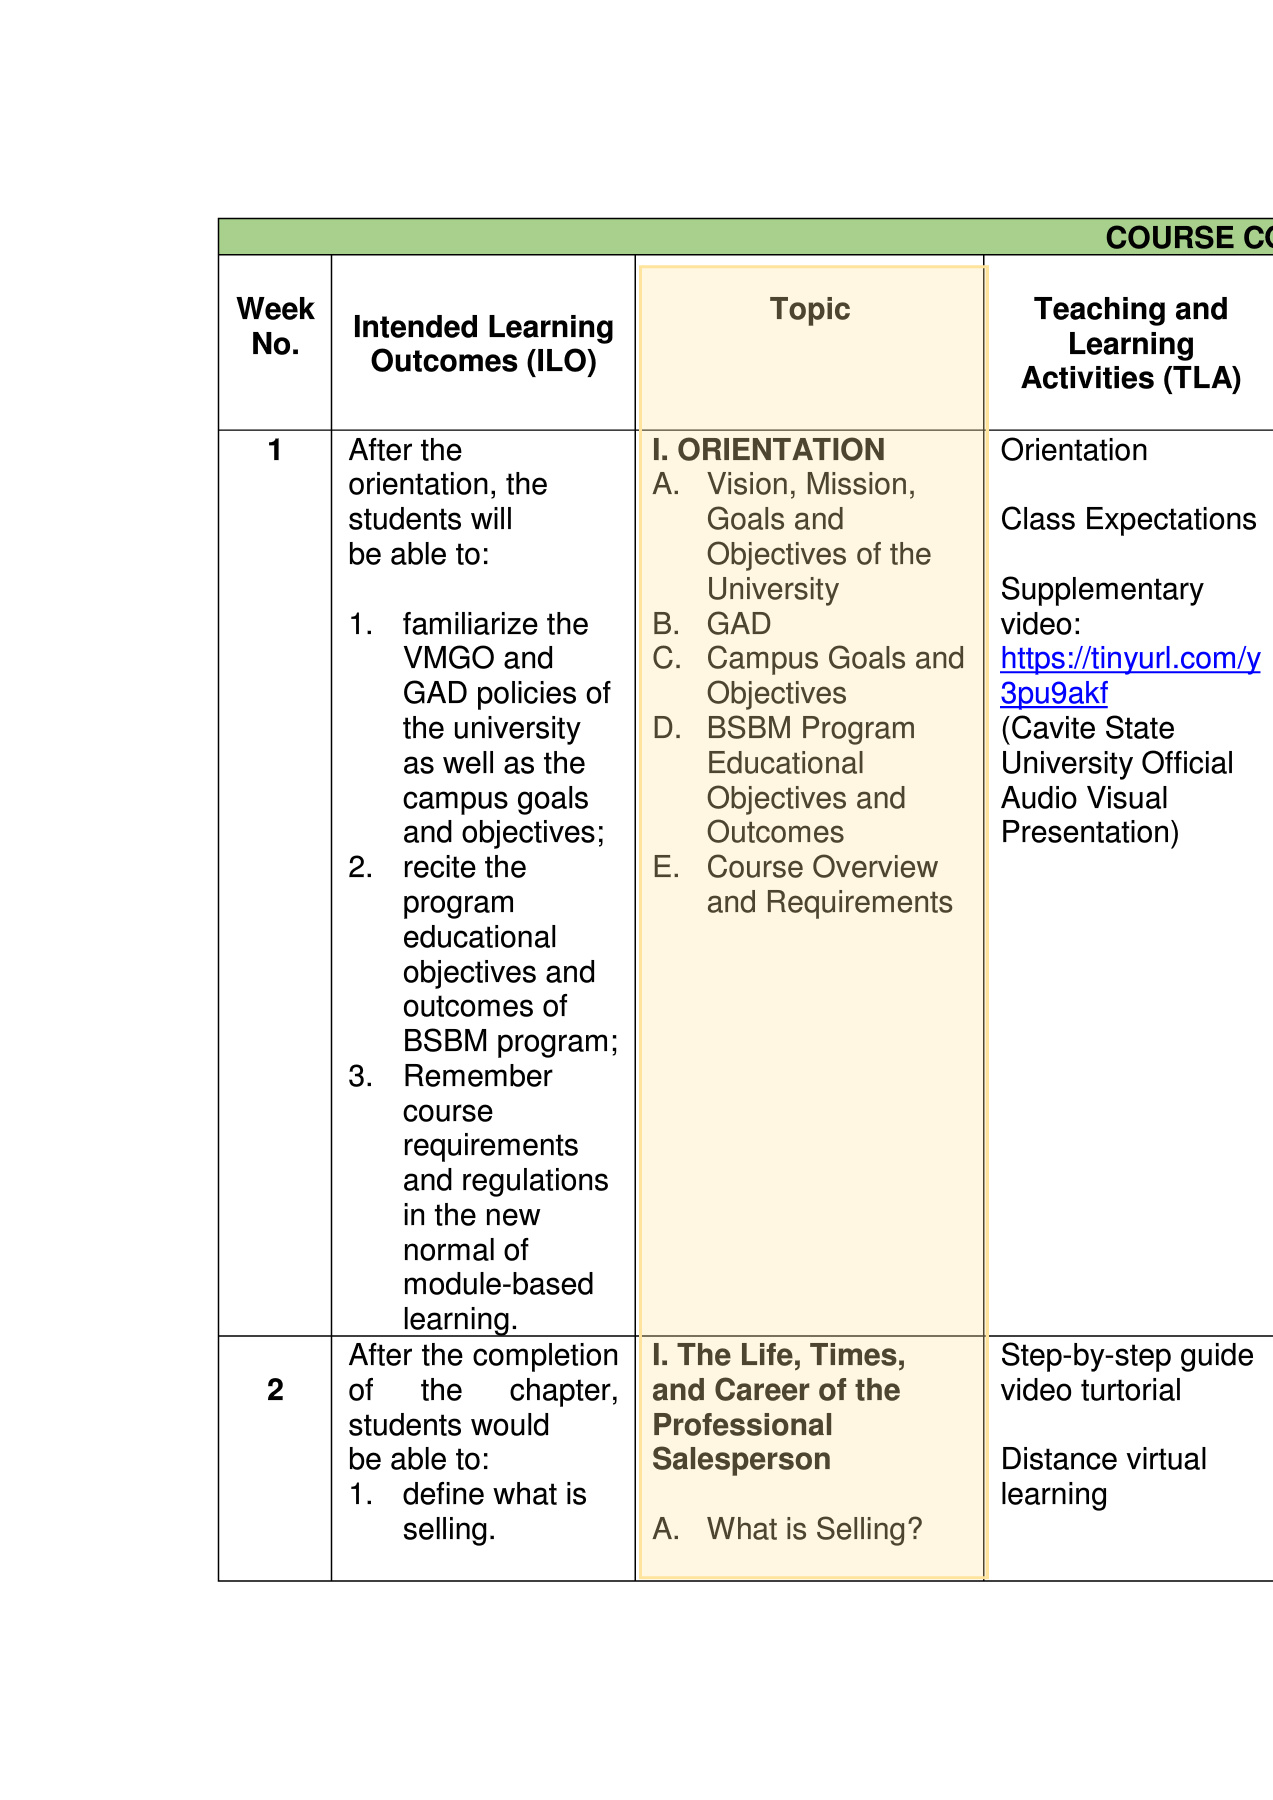 COURSE CO
Week
No.
Intended Learning
Outcomes (ILO)
Topic
Teaching and
Learning
Activities (TLA)
1
After the
orientation, the
students will
be able to:
1. familiarize the
VMGO and
GAD policies of
the university
as well as the
campus goals
and objectives;
2. recite the
program
educational
objectives and
outcomes of
BSBM program;
3. Remember
course
requirements
and regulations
in the new
normal of
module-based
learning.
I. ORIENTATION
A. Vision, Mission,
Goals and
Objectives of the
University
B. GAD
C. Campus Goals and
Objectives
D. BSBM Program
Educational
Objectives and
Outcomes
E. Course Overview
and Requirements
Orientation
Class Expectations
Supplementary
video:
https://tinyurl.com/y
3pu9akf
(Cavite State
University Official
Audio Visual
Presentation)
2
After the completion
of the chapter,
students would
be able to:
1. define what is
selling.
I. The Life, Times,
and Career of the
Professional
Salesperson
A. What is Selling?
Step-by-step guide
video turtorial
Distance virtual
learning